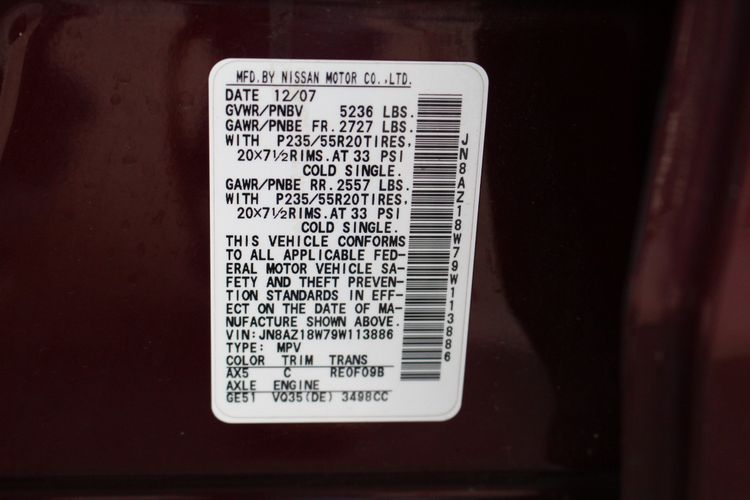 MFD.BY NISSAN MOTOR CO.,LTD.
DATE 12/07
GVWR/PNBV 5236 LBS.
GAWR/PNBE FR.2727 LBS.
WITH P235/55R20TIRES,
20X7½RIMS.AT 33 PSI
COLD SINGLE.
GAWR/PNBE RR.2557 LBS.
WITH P235/55R20TIRES,
20X7½RIMS.AT 33 PSI
COLD SINGLE.
THIS VEHICLE CONFORMS
TO ALL APPLICABLE FED-
ERAL MOTOR VEHICLE SA-
FETY AND THEFT PREVEN-
TION STANDARDS IN EFF-
ECT ON THE DATE OF MA-
NUFACTURE SHOWN ABOVE.
VIN:JN8AZ18W79W113886
TYPE: MPV
COLOR TRIM TRANS
AX5 C RE0F09B
AXLE ENGINE
GE51 VQ35(DE) 3498CC
JN8AZ18W79W113886